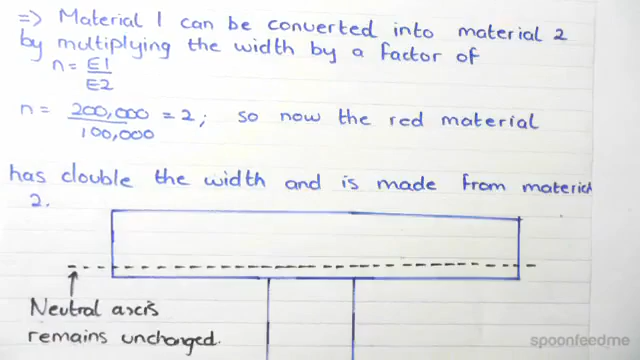 => Material 1 can be converted into material 2
by multiplying the width by a factor of
n = E1
E2
n = 200,000 = 2; so now the red material
100,000
has double the width and is made from material
2.
Neutral axis
remains unchanged.
spoonfeedme